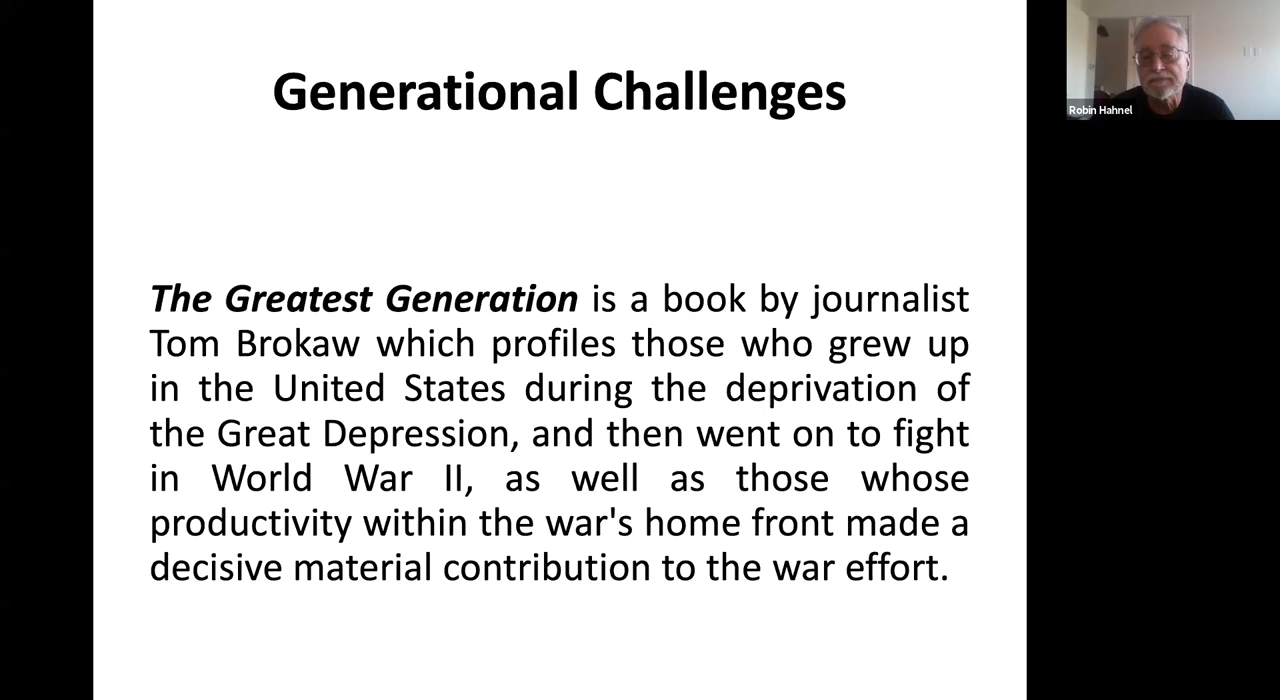 Generational Challenges
Robin Hahnel
The Greatest Generation is a book by journalist
Tom Brokaw which profiles those who grew up
in the United States during the deprivation of
the Great Depression, and then went on to fight
in World War II, as well as those whose
productivity within the war's home front made a
decisive material contribution to the war effort.